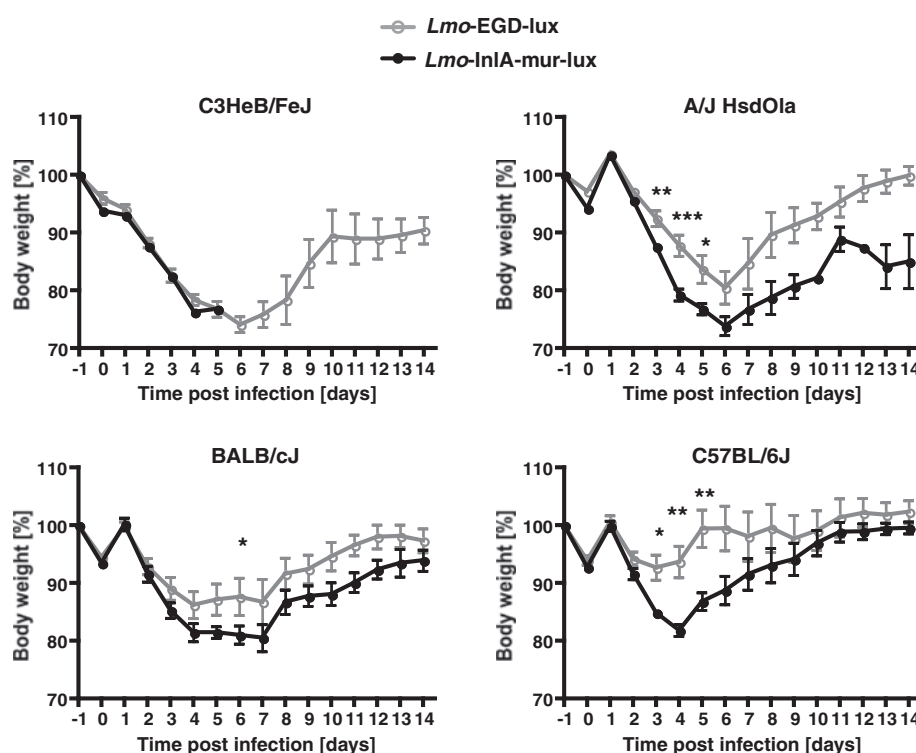 Lmo-EGD-lux
Lmo-InlA-mur-lux
C3HeB/FeJ
Body weight [%]
110
100
90
80
70
-1 0 1 2 3 4 5 6 7 8 9 10 11 12 13 14
Time post infection [days]
A/J HsdOla
Body weight [%]
110
100
90
80
70
** *** *
-1 0 1 2 3 4 5 6 7 8 9 10 11 12 13 14
Time post infection [days]
BALB/cJ
Body weight [%]
110
100
90
80
70
*
-1 0 1 2 3 4 5 6 7 8 9 10 11 12 13 14
Time post infection [days]
C57BL/6J
Body weight [%]
110
100
90
80
70
* ** **
-1 0 1 2 3 4 5 6 7 8 9 10 11 12 13 14
Time post infection [days]